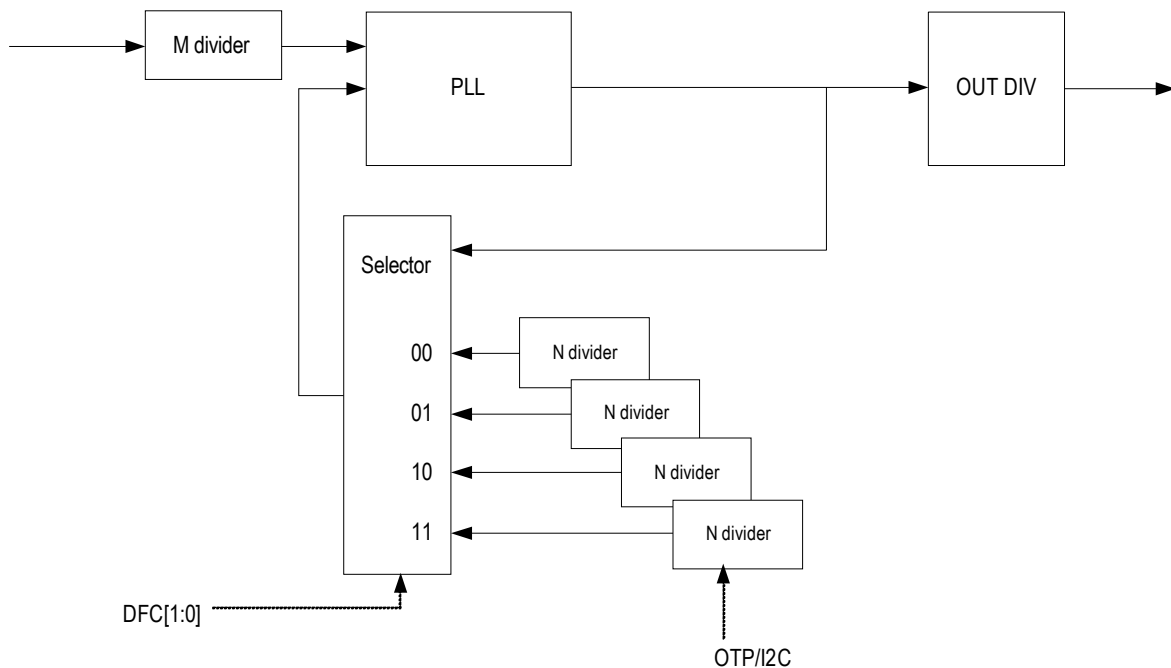 M divider
PLL
OUT DIV
Selector
00
N divider
01
N divider
10
N divider
11
N divider
DFC[1:0]
OTP/I2C